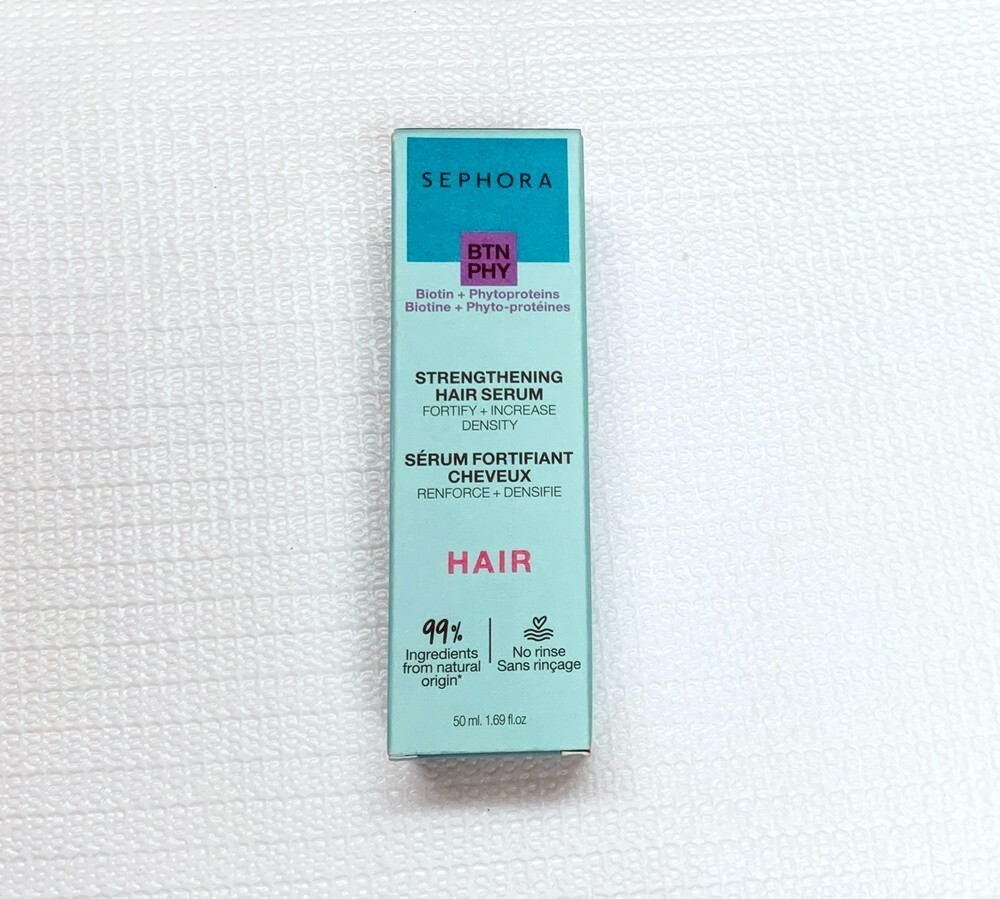 SEPHORA
BTN
PHY
Biotin + Phytoproteins
Biotine + Phyto-protéines
STRENGTHENING
HAIR SERUM
FORTIFY + INCREASE
DENSITY
SÉRUM FORTIFIANT
CHEVEUX
RENFORCE + DENSIFIE
HAIR
99%
Ingredients
from natural
origin*
No rinse
Sans rinçage
50 ml. 1.69 fl.oz